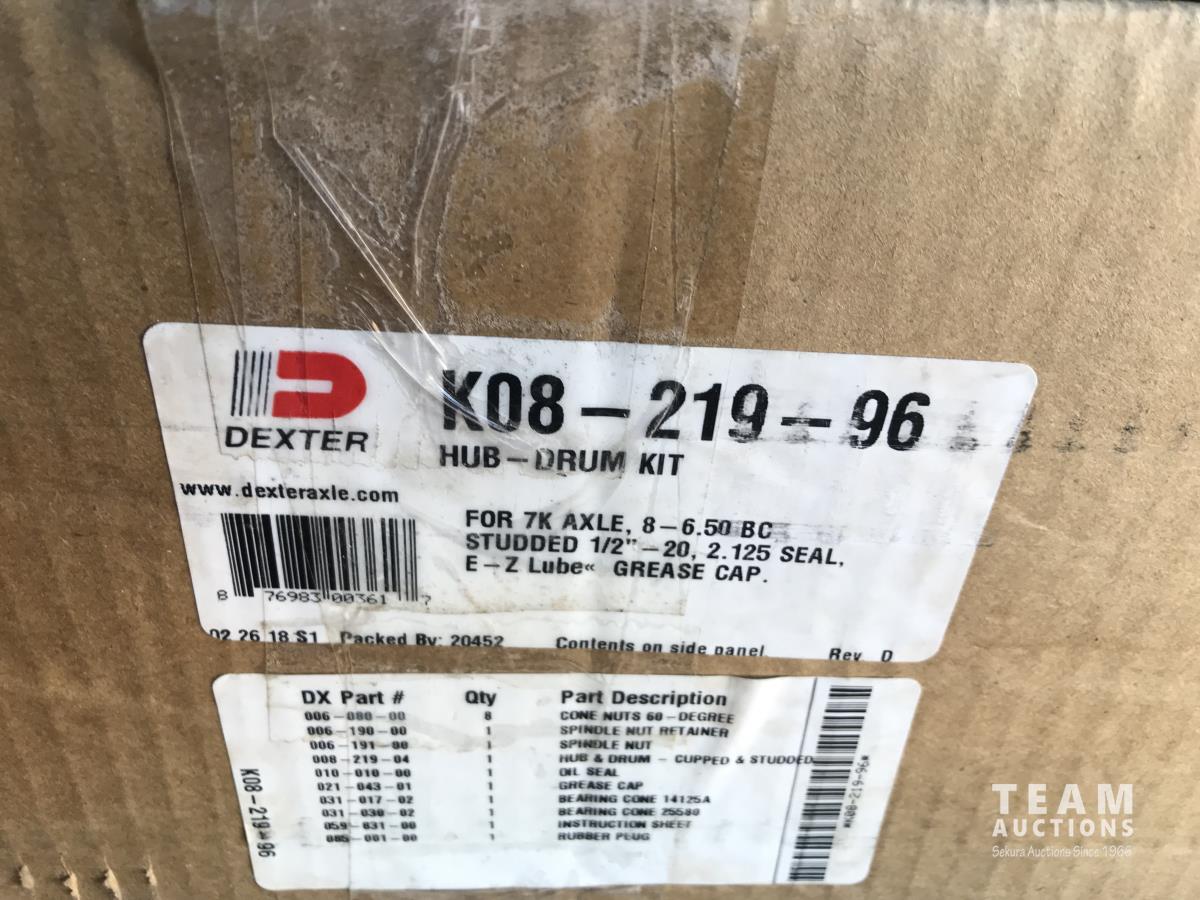 DEXTER
K08-219-96
HUB-DRUM KIT
www.dexteraxle.com
FOR 7K AXLE, 8-6.50 BC
STUDDED 1/2"-20, 2.125 SEAL,
E-Z Lube« GREASE CAP.
8 76983 00361 7
02 26 18 S1 Packed By: 20452 Contents on side panel Rev D
DX Part # Qty Part Description
006-080-00 8 CONE NUTS 60-DEGREE
006-190-00 1 SPINDLE NUT RETAINER
006-191-00 1 SPINDLE NUT
008-219-04 1 HUB & DRUM - CUPPED & STUDDED
010-010-00 1 OIL SEAL
021-043-01 1 GREASE CAP
031-017-02 1 BEARING CONE 14125A
031-030-02 1 BEARING CONE 25580
059-831-00 1 INSTRUCTION SHEET
085-001-00 1 RUBBER PLUG
K08-219-96
*K08-219-96*
TEAM
AUCTIONS
Sekura Auctions Since 1966